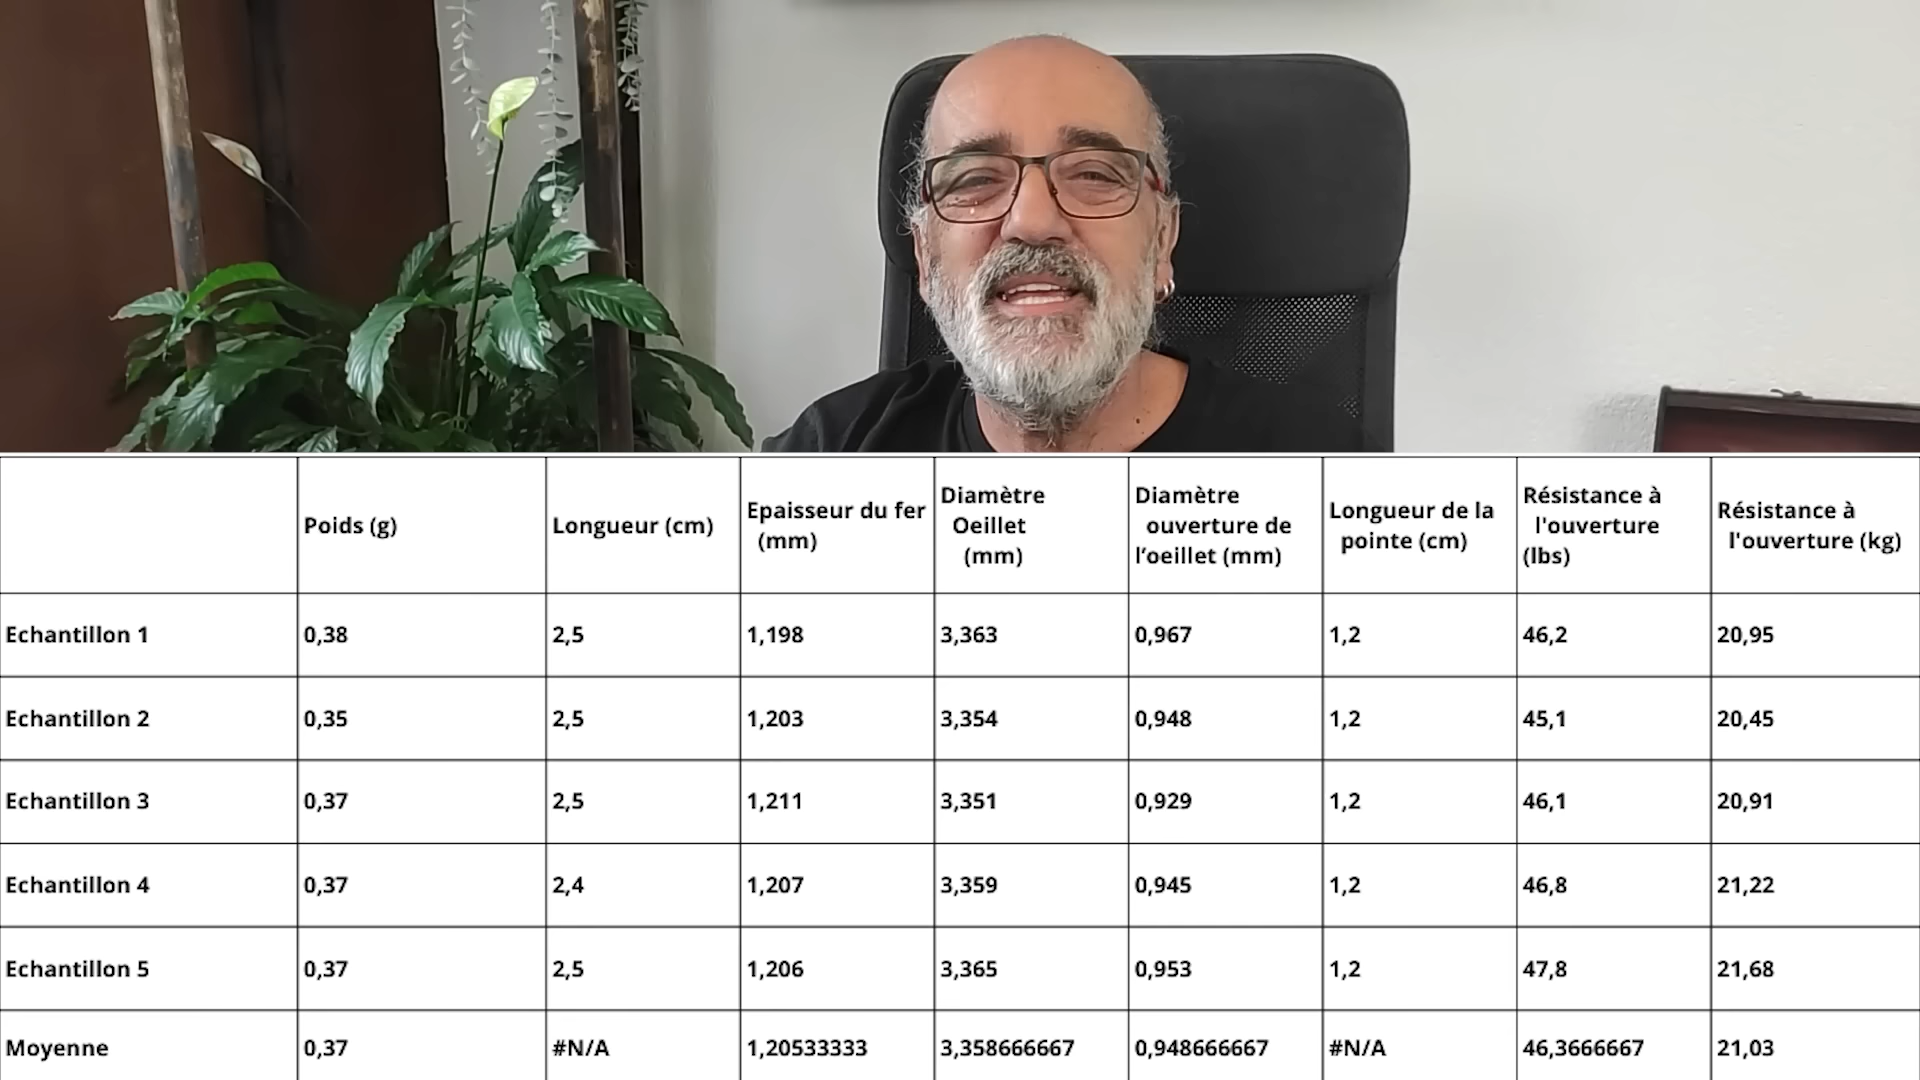 Poids (g) Longueur (cm) Epaisseur du fer (mm) Diamètre Oeillet (mm) Diamètre ouverture de l’oeillet (mm) Longueur de la pointe (cm) Résistance à l'ouverture (lbs) Résistance à l'ouverture (kg)
Echantillon 1 0,38 2,5 1,198 3,363 0,967 1,2 46,2 20,95
Echantillon 2 0,35 2,5 1,203 3,354 0,948 1,2 45,1 20,45
Echantillon 3 0,37 2,5 1,211 3,351 0,929 1,2 46,1 20,91
Echantillon 4 0,37 2,4 1,207 3,359 0,945 1,2 46,8 21,22
Echantillon 5 0,37 2,5 1,206 3,365 0,953 1,2 47,8 21,68
Moyenne 0,37 #N/A 1,20533333 3,358666667 0,948666667 #N/A 46,3666667 21,03